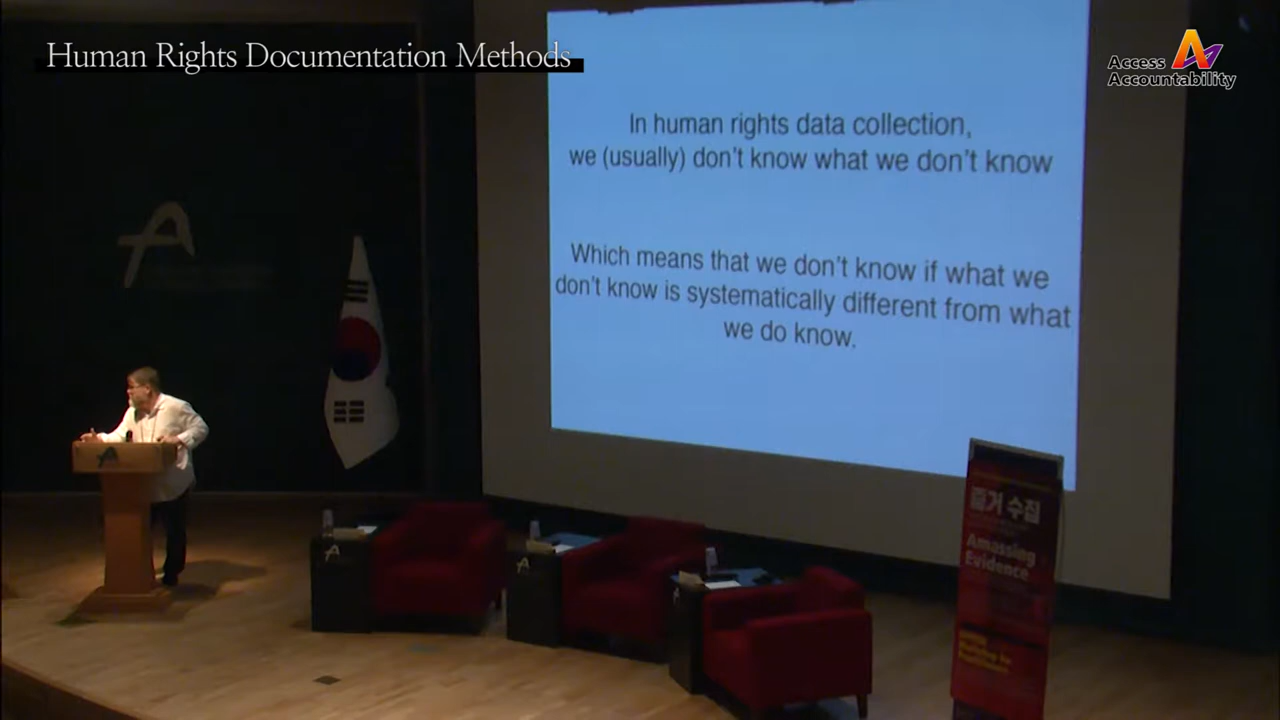 Human Rights Documentation Methods
Access
Accountability
In human rights data collection,
we (usually) don't know what we don't know
Which means that we don't know if what we
don't know is systematically different from what
we do know.
증거 수집
Amassing
Evidence